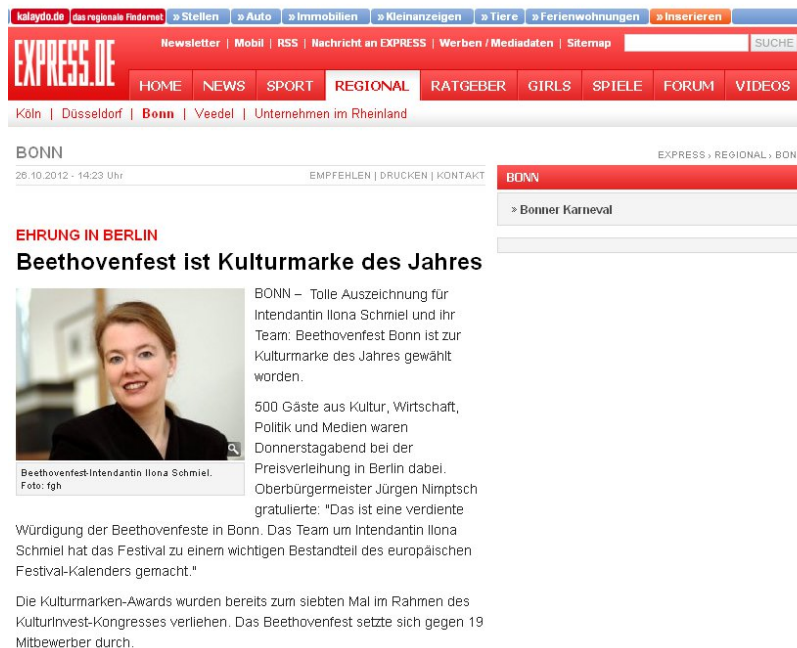 kalaydo.de das regionale Findernet » Stellen » Auto » Immobilien » Kleinanzeigen » Tiere » Ferienwohnungen » Inserieren
Newsletter | Mobil | RSS | Nachricht an EXPRESS | Werben / Mediadaten | Sitemap SUCHE
EXPRESS.DE
HOME NEWS SPORT REGIONAL RATGEBER GIRLS SPIELE FORUM VIDEOS
Köln | Düsseldorf | Bonn | Veedel | Unternehmen im Rheinland
BONN
EXPRESS › REGIONAL › BON
26.10.2012 - 14:23 Uhr EMPFEHLEN | DRUCKEN | KONTAKT
BONN
» Bonner Karneval
EHRUNG IN BERLIN
Beethovenfest ist Kulturmarke des Jahres
BONN – Tolle Auszeichnung für
Intendantin Ilona Schmiel und ihr
Team: Beethovenfest Bonn ist zur
Kulturmarke des Jahres gewählt
worden.
500 Gäste aus Kultur, Wirtschaft,
Politik und Medien waren
Donnerstagabend bei der
Preisverleihung in Berlin dabei.
Oberbürgermeister Jürgen Nimptsch
gratulierte: "Das ist eine verdiente
Würdigung der Beethovenfeste in Bonn. Das Team um Intendantin Ilona
Schmiel hat das Festival zu einem wichtigen Bestandteil des europäischen
Festival-Kalenders gemacht."
Beethovenfest-Intendantin Ilona Schmiel.
Foto: fgh
Die Kulturmarken-Awards wurden bereits zum siebten Mal im Rahmen des
KulturInvest-Kongresses verliehen. Das Beethovenfest setzte sich gegen 19
Mitbewerber durch.